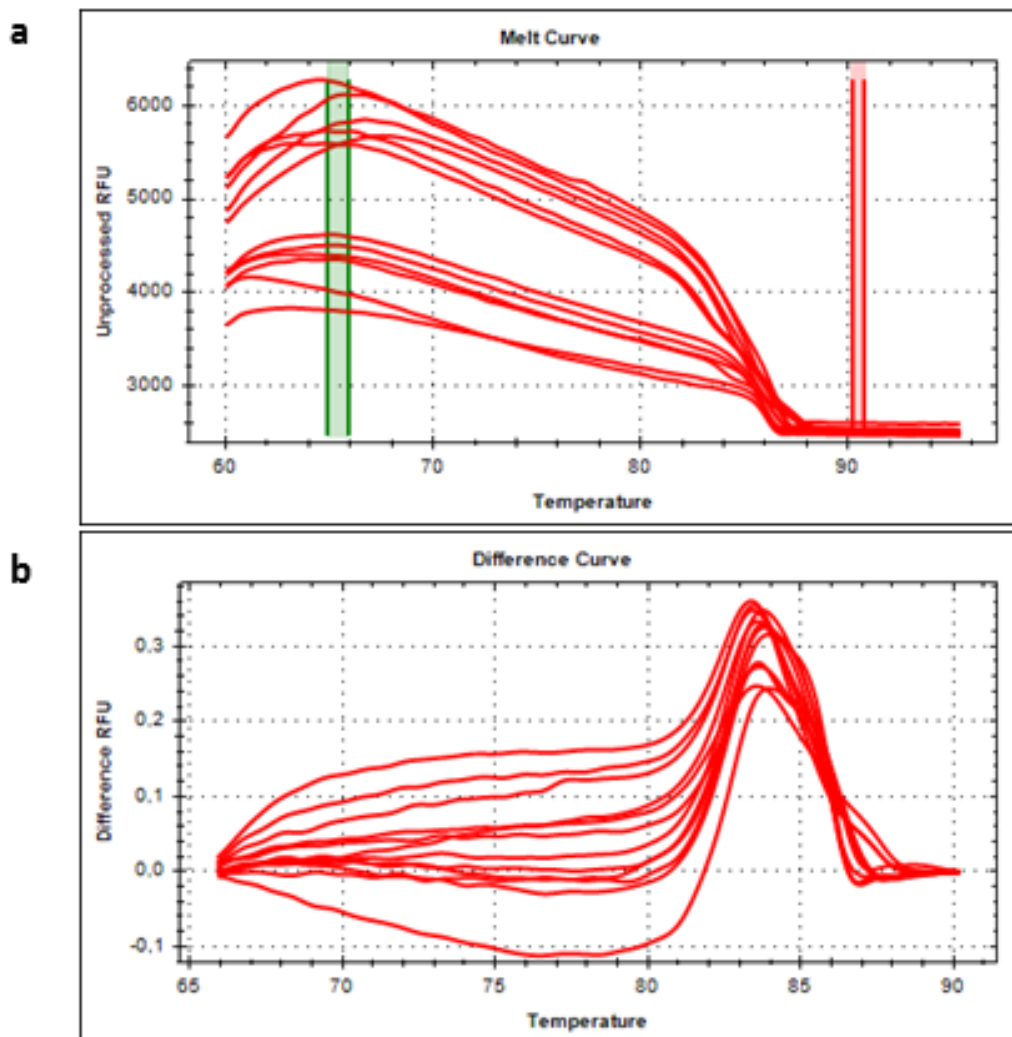 a
Melt Curve
Unprocessed RFU
6000
5000
4000
3000
60
70
80
90
Temperature
b
Difference Curve
Difference RFU
0.3
0.2
0.1
0.0
-0.1
65
70
75
80
85
90
Temperature